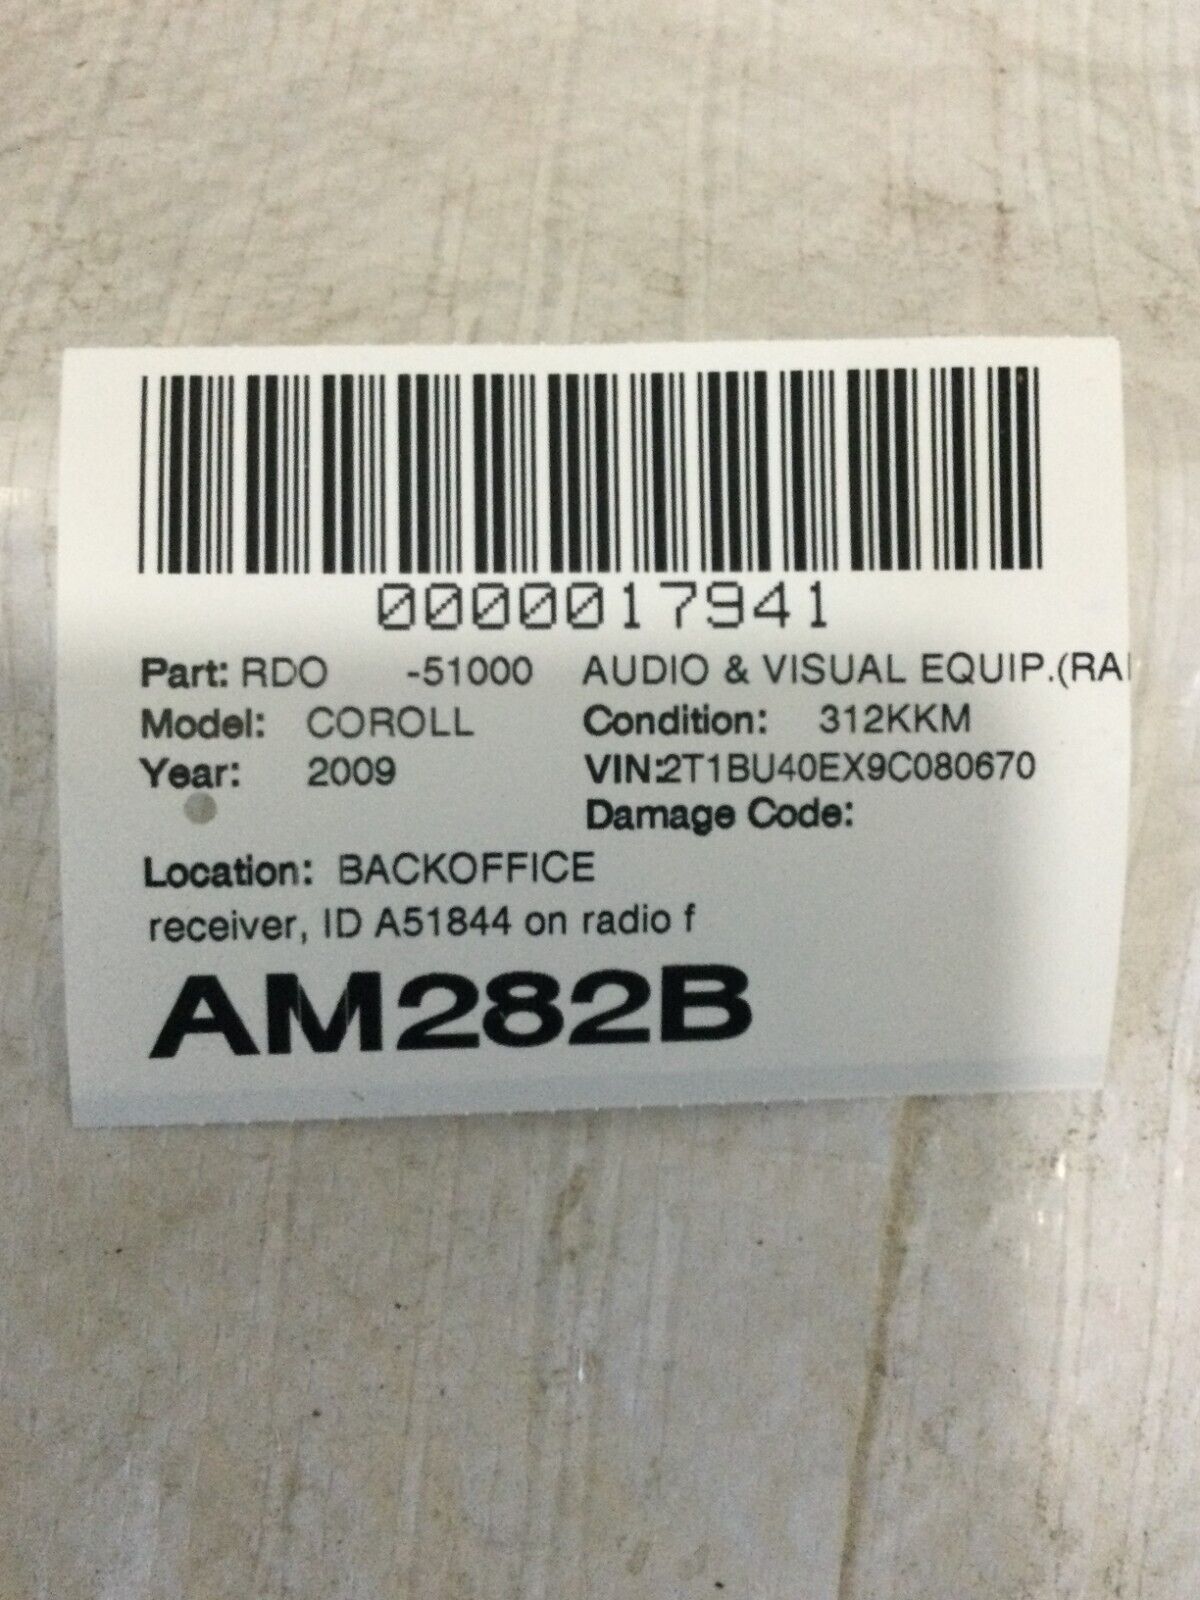 0000017941
Part: RDO -51000 AUDIO & VISUAL EQUIP.(RA
Model: COROLL Condition: 312KKM
Year: 2009 VIN:2T1BU40EX9C080670
Damage Code:
Location: BACKOFFICE
receiver, ID A51844 on radio f
AM282B